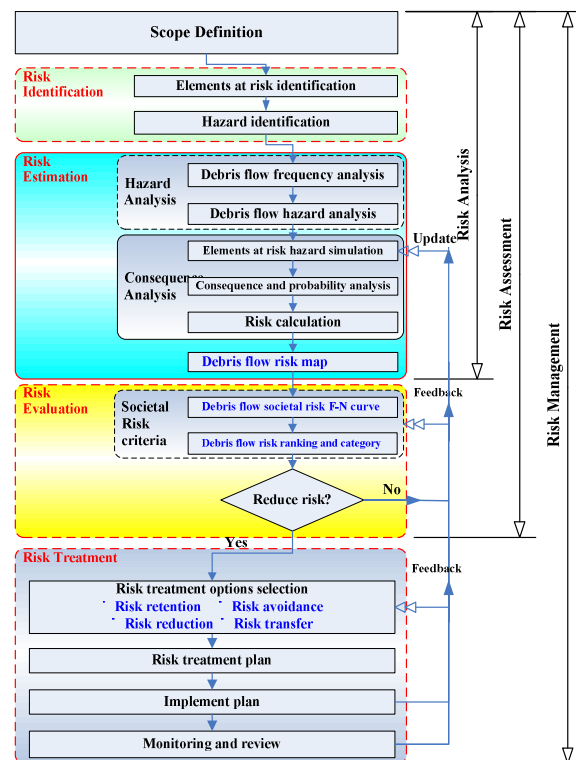 Scope Definition
Risk
Identification
Elements at risk identification
Hazard identification
Risk
Estimation
Hazard
Analysis
Debris flow frequency analysis
Debris flow hazard analysis
Consequence
Analysis
Elements at risk hazard simulation
Consequence and probability analysis
Risk calculation
Debris flow risk map
Update
Risk Analysis
Risk Assessment
Risk Management
Risk
Evaluation
Societal
Risk
criteria
Debris flow societal risk F-N curve
Debris flow risk ranking and category
Feedback
Reduce risk?
No
Yes
Risk Treatment
Feedback
Risk treatment options selection
Risk retention Risk avoidance
Risk reduction Risk transfer
Risk treatment plan
Implement plan
Monitoring and review